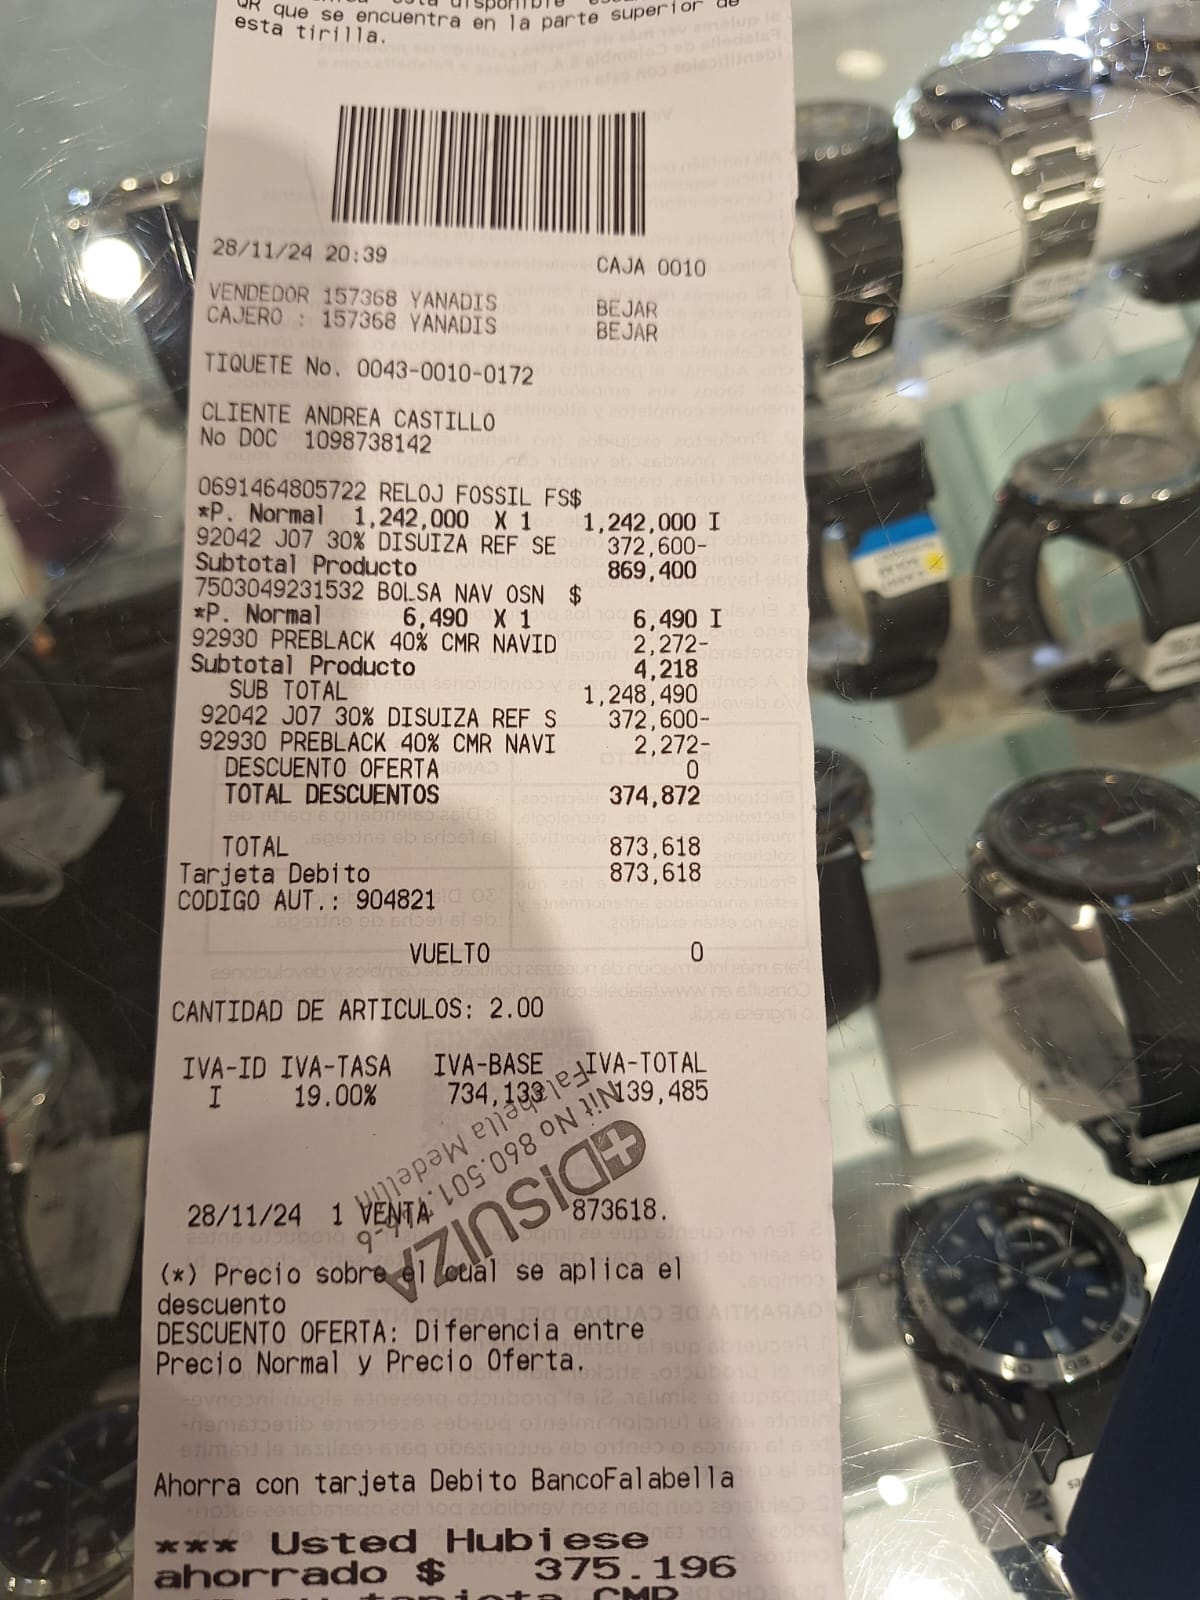 QR que se encuentra en la parte superior de
esta tirilla.
28/11/24 20:39 CAJA 0010
VENDEDOR 157368 YANADIS BEJAR
CAJERO : 157368 YANADIS BEJAR
TIQUETE No. 0043-0010-0172
CLIENTE ANDREA CASTILLO
No DOC 1098738142
0691464805722 RELOJ FOSSIL FS$
*P. Normal 1,242,000 X 1 1,242,000 I
92042 J07 30% DISUIZA REF SE 372,600-
Subtotal Producto 869,400
7503049231532 BOLSA NAV OSN $
*P. Normal 6,490 X 1 6,490 I
92930 PREBLACK 40% CMR NAVID 2,272-
Subtotal Producto 4,218
SUB TOTAL 1,248,490
92042 J07 30% DISUIZA REF S 372,600-
92930 PREBLACK 40% CMR NAVI 2,272-
DESCUENTO OFERTA 0
TOTAL DESCUENTOS 374,872
TOTAL 873,618
Tarjeta Debito 873,618
CODIGO AUT.: 904821
VUELTO 0
CANTIDAD DE ARTICULOS: 2.00
IVA-ID IVA-TASA IVA-BASE IVA-TOTAL
I 19.00% 734,133 139,485
DISUIZA
Nit No 860.501.
Falabella Medellín
28/11/24 1 VENTA 873618.
(*) Precio sobre el cual se aplica el
descuento
DESCUENTO OFERTA: Diferencia entre
Precio Normal y Precio Oferta.
Ahorra con tarjeta Debito BancoFalabella
*** Usted Hubiese
ahorrado $ 375.196